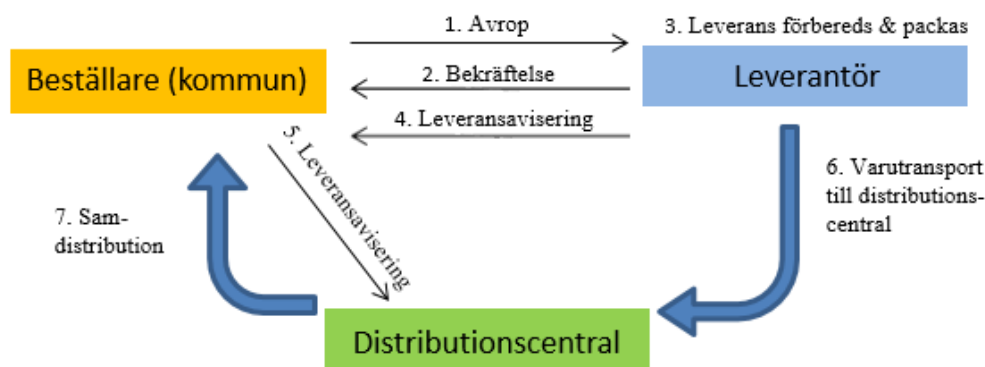 1. Avrop
3. Leverans förbereds & packas
Beställare (kommun)
2. Bekräftelse
Leverantör
4. Leveransavisering
5. Leveransavisering
6. Varutransport
till distributions-
central
7. Sam-
distribution
Distributionscentral